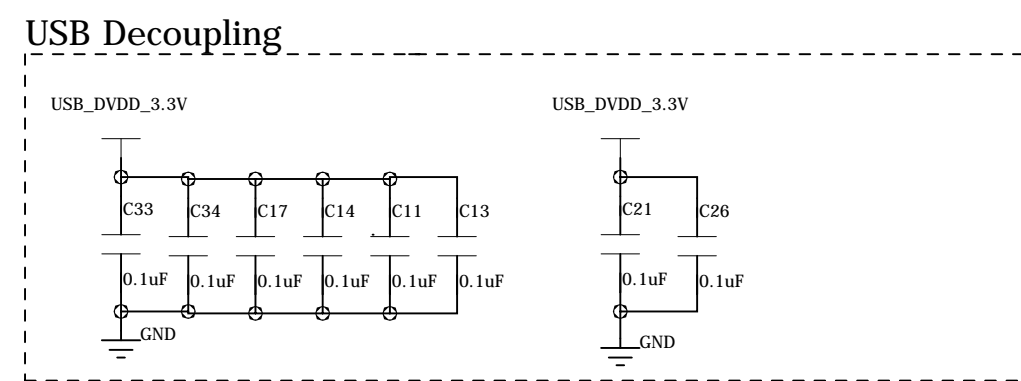 USB Decoupling
USB_DVDD_3.3V
USB_DVDD_3.3V
C33
C34
C17
C14
C11
C13
C21
C26
0.1uF
0.1uF
0.1uF
0.1uF
0.1uF
0.1uF
0.1uF
0.1uF
GND
GND